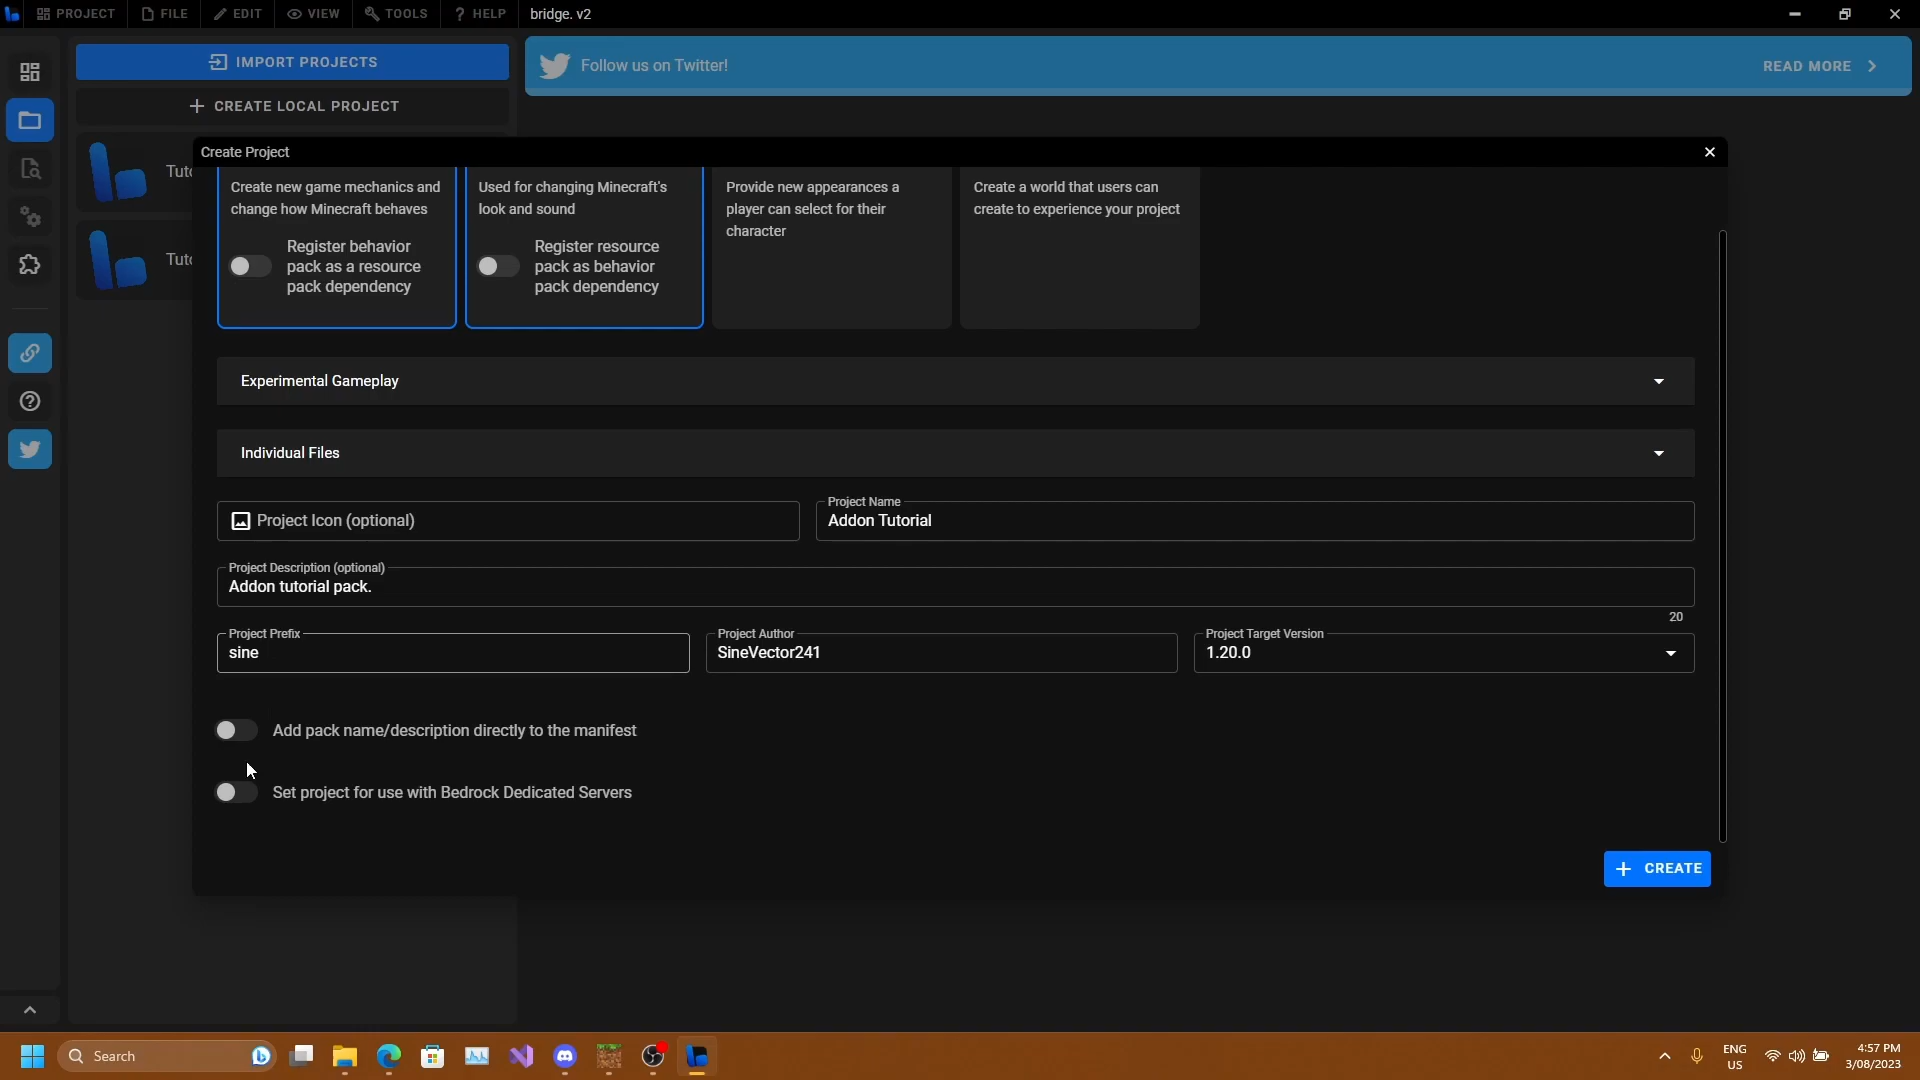 PROJECT FILE EDIT VIEW TOOLS ? HELP bridge. v2
IMPORT PROJECTS
Follow us on Twitter!
READ MORE
+ CREATE LOCAL PROJECT
Create Project
Create new game mechanics and
change how Minecraft behaves
Register behavior
pack as a resource
pack dependency
Used for changing Minecraft's
look and sound
Register resource
pack as behavior
pack dependency
Provide new appearances a
player can select for their
character
Create a world that users can
create to experience your project
Experimental Gameplay
Individual Files
Project Icon (optional)
Project Name
Addon Tutorial
Project Description (optional)
Addon tutorial pack.
20
Project Prefix
sine
Project Author
SineVector241
Project Target Version
1.20.0
Add pack name/description directly to the manifest
Set project for use with Bedrock Dedicated Servers
+ CREATE
Search
ENG
US
4:57 PM
3/08/2023